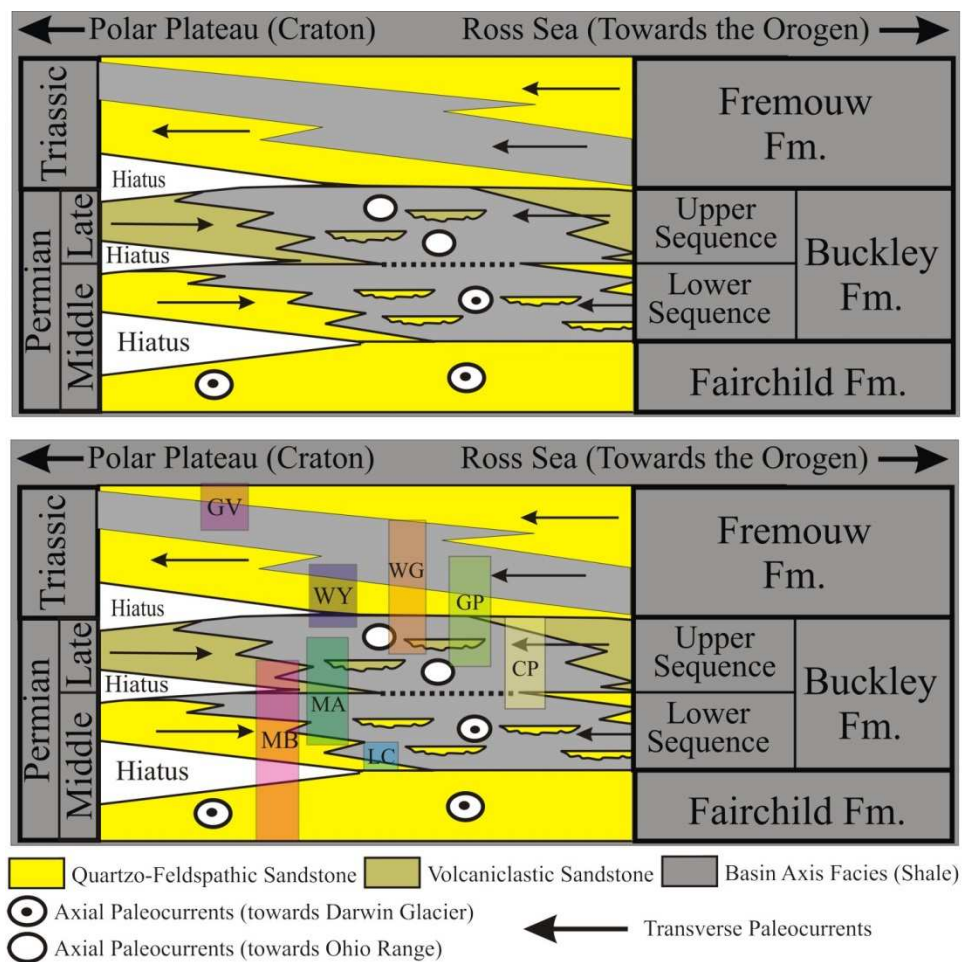 Polar Plateau (Craton) Ross Sea (Towards the Orogen)
Triassic
Hiatus
Fremouw
Fm.
Permian
Late
Hiatus
Upper
Sequence
Middle
Hiatus
Lower
Sequence
Buckley
Fm.
Fairchild Fm.
Polar Plateau (Craton) Ross Sea (Towards the Orogen)
Triassic
GV
WG
WY
GP
Hiatus
Fremouw
Fm.
Permian
Late
Hiatus
CP
Upper
Sequence
Middle
MA
MB
LC
Hiatus
Lower
Sequence
Buckley
Fm.
Fairchild Fm.
Quartzo-Feldspathic Sandstone Volcaniclastic Sandstone Basin Axis Facies (Shale)
Axial Paleocurrents (towards Darwin Glacier)
Transverse Paleocurrents
Axial Paleocurrents (towards Ohio Range)